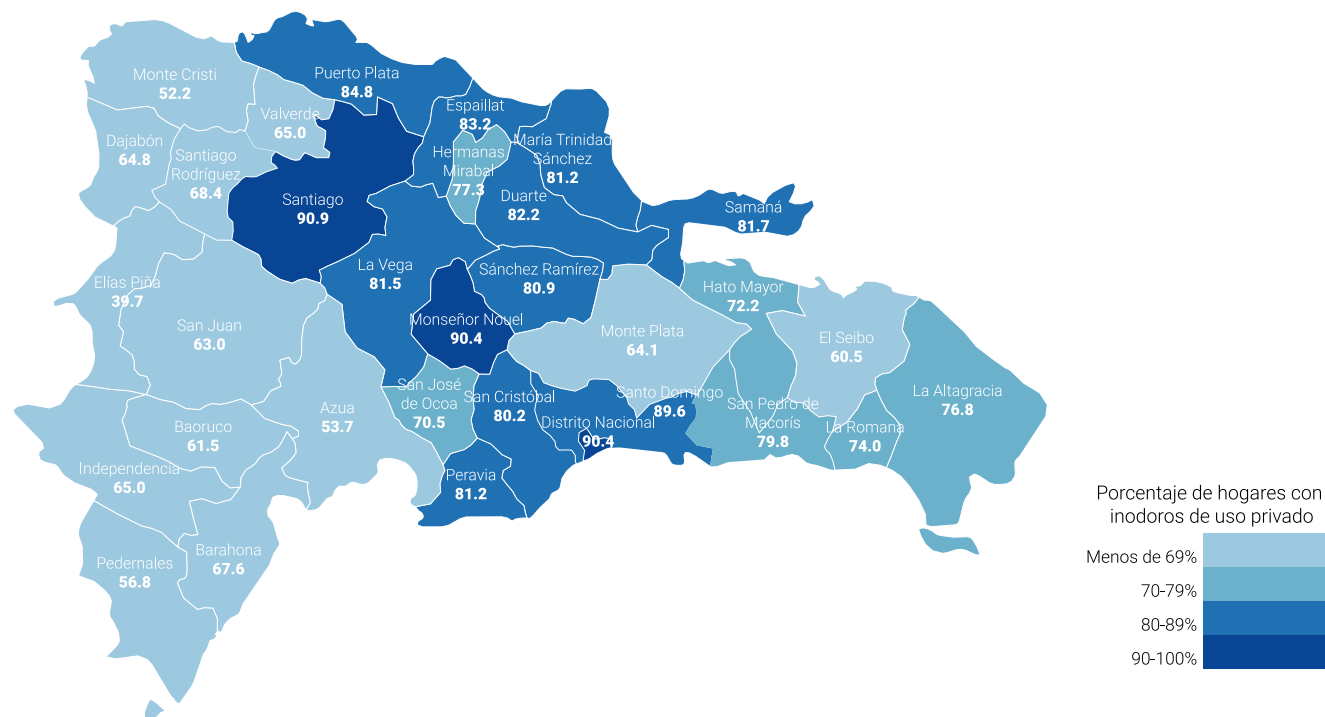 Monte Cristi
52.2
Puerto Plata
84.8
Valverde
65.0
Espaillat
83.2
Dajabón
64.8
Santiago
Rodríguez
68.4
Hermanas
Mirabal
77.3
María Trinidad
Sánchez
81.2
Santiago
90.9
Duarte
82.2
Samaná
81.7
Elías Piña
39.7
La Vega
81.5
Sánchez Ramírez
80.9
Hato Mayor
72.2
San Juan
63.0
Monseñor Nouel
90.4
Monte Plata
64.1
El Seibo
60.5
San José
de Ocoa
70.5
San Cristóbal
80.2
Santo Domingo
89.6
La Altagracia
76.8
Azua
53.7
Distrito Nacional
90.4
San Pedro de
Macorís
79.8
La Romana
74.0
Baoruco
61.5
Independencia
65.0
Peravia
81.2
Barahona
67.6
Pedernales
56.8
Porcentaje de hogares con
inodoros de uso privado
Menos de 69%
70-79%
80-89%
90-100%